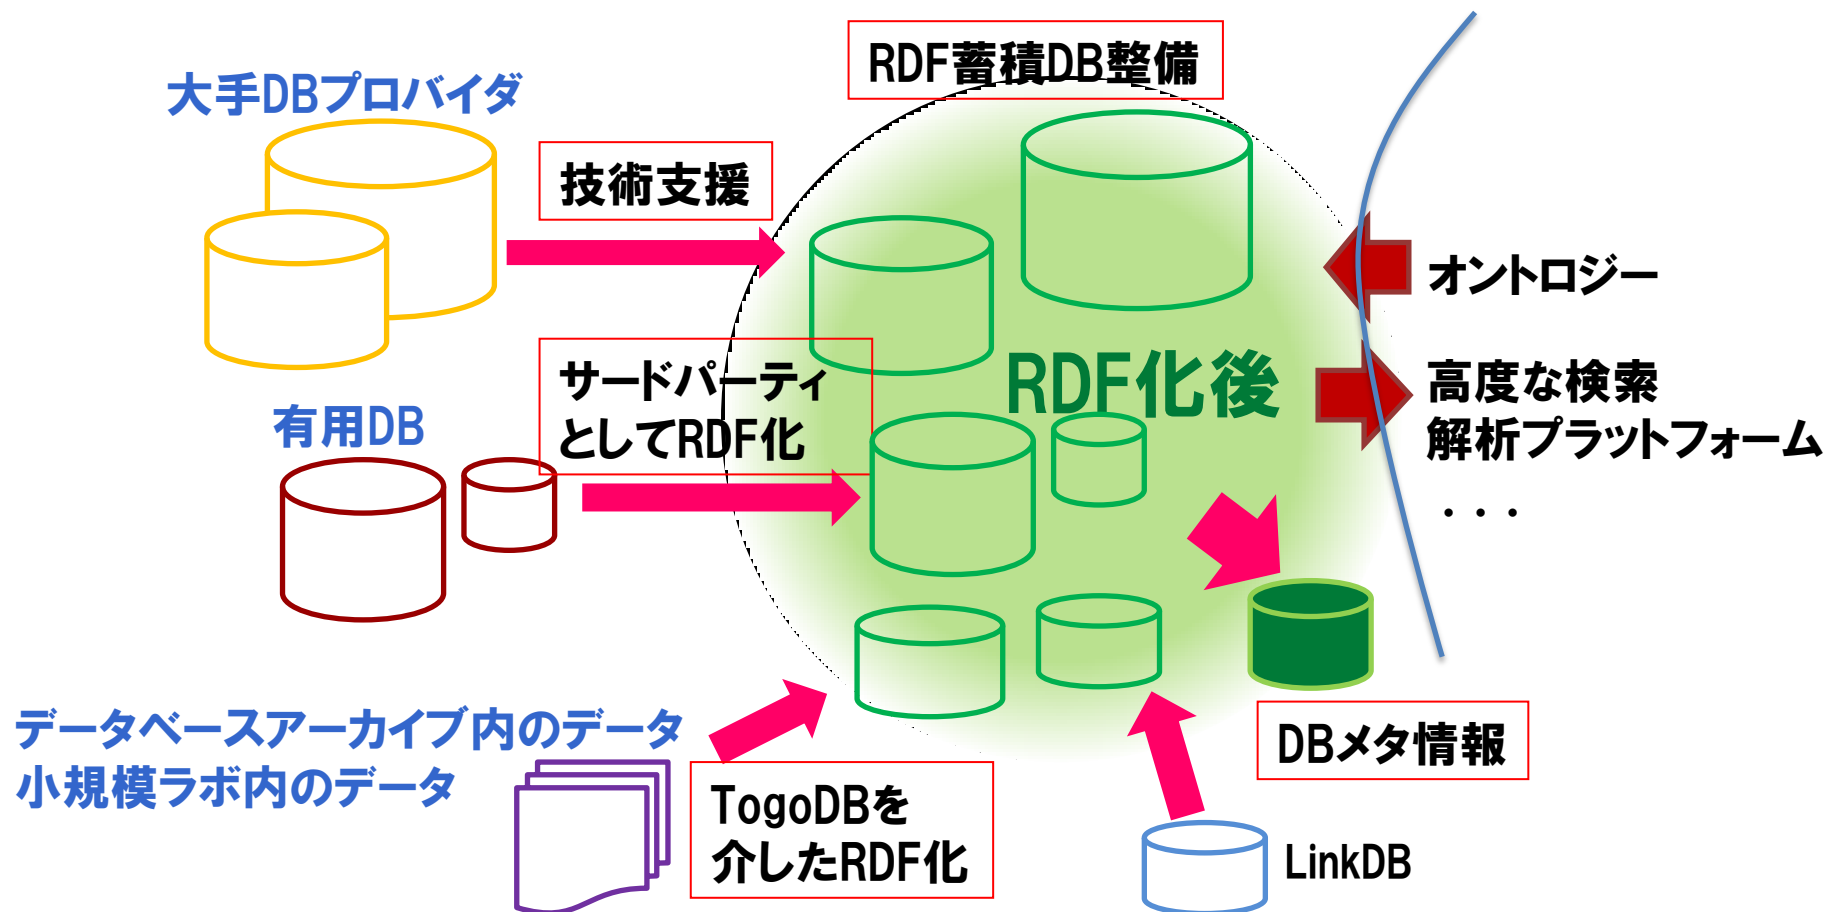 RDF蓄積DB整備
大手DBプロバイダ
技術支援
オントロジー
サードパーティ
としてRDF化
RDF化後
高度な検索
解析プラットフォーム
・・・
有用DB
データベースアーカイブ内のデータ
小規模ラボ内のデータ
DBメタ情報
TogoDBを
介したRDF化
LinkDB